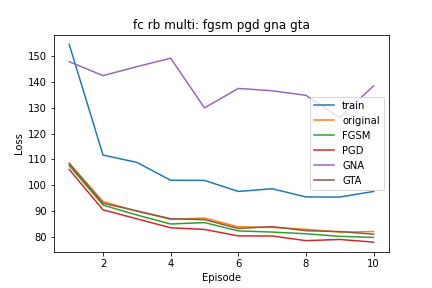 fc rb multi: fgsm pgd gna gta
150
140
130
120
110
100
90
80
Loss
train
original
FGSM
PGD
GNA
GTA
2
4
6
8
10
Episode